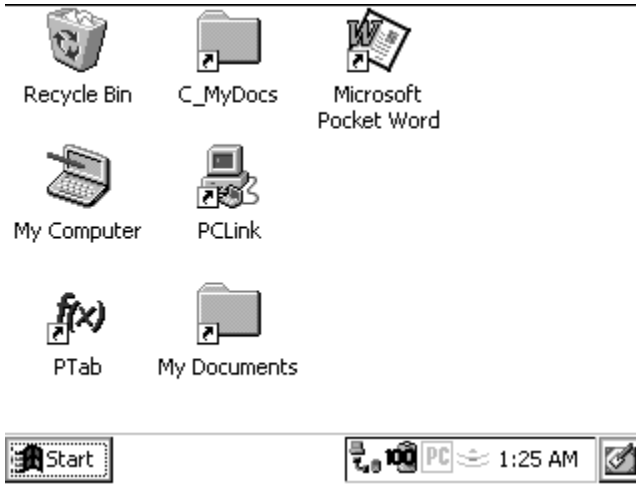 Recycle Bin
C_MyDocs
Microsoft
Pocket Word
My Computer
PCLink
f(x)
PTab
My Documents
Start
100
PC
1:25 AM